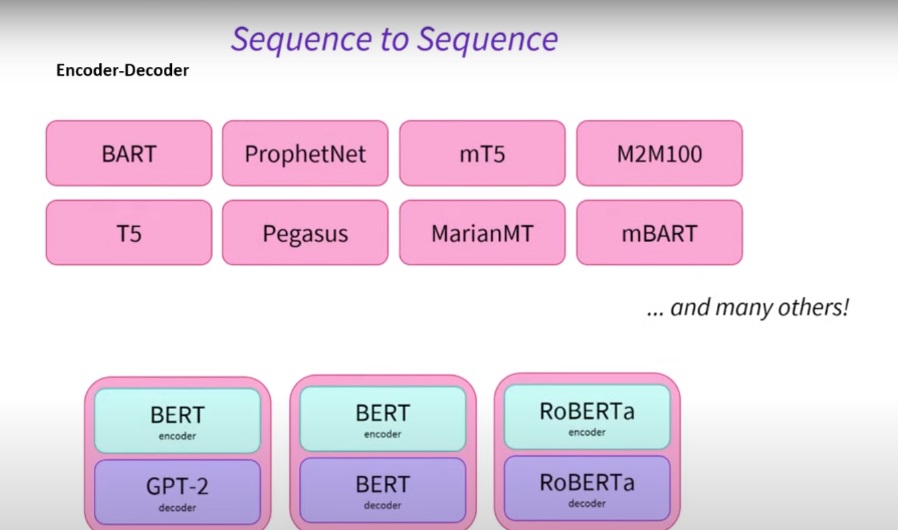 Sequence to Sequence
Encoder-Decoder
BART
ProphetNet
mT5
M2M100
T5
Pegasus
MarianMT
mBART
... and many others!
BERT
encoder
GPT-2
decoder
BERT
encoder
BERT
decoder
RoBERTa
encoder
RoBERTa
decoder